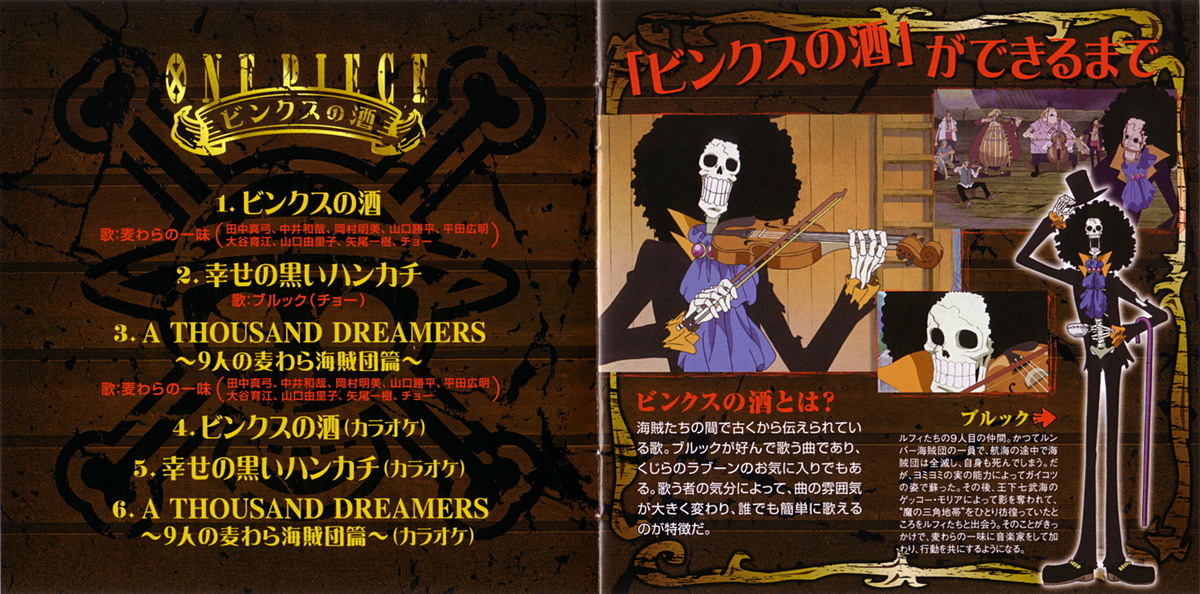 ONE PIECE
ビンクスの酒
1. ビンクスの酒
歌:麦わらの一味(田中真弓、中井和哉、岡村明美、山口勝平、平田広明
大谷育江、山口由里子、矢尾一樹、チョー)
2. 幸せの黒いハンカチ
歌:ブルック(チョー)
3. A THOUSAND DREAMERS
〜9人の麦わら海賊団篇〜
歌:麦わらの一味(田中真弓、中井和哉、岡村明美、山口勝平、平田広明
大谷育江、山口由里子、矢尾一樹、チョー)
4. ビンクスの酒(カラオケ)
5. 幸せの黒いハンカチ(カラオケ)
6. A THOUSAND DREAMERS
〜9人の麦わら海賊団篇〜(カラオケ)
「ビンクスの酒」ができるまで
ビンクスの酒とは?
海賊たちの間で古くから伝えられてい
る歌。ブルックが好んで歌う曲であり、
くじらのラブーンのお気に入りでもあ
る。歌う者の気分によって、曲の雰囲気
が大きく変わり、誰でも簡単に歌える
のが特徴だ。
ブルック
ルフィたちの9人目の仲間。かつてルン
バー海賊団の一員で、航海の途中で海
賊団は全滅し、自身も死んでしまう。だ
が、ヨミヨミの実の能力によってガイコツ
の姿で蘇った。その後、王下七武海の
ゲッコー・モリアによって影を奪われて、
"魔の三角地帯"をひとり彷徨っていたと
ころをルフィたちと出会う。そのことがきっ
かけで、麦わらの一味に音楽家をして加
わり、行動を共にするようになる。